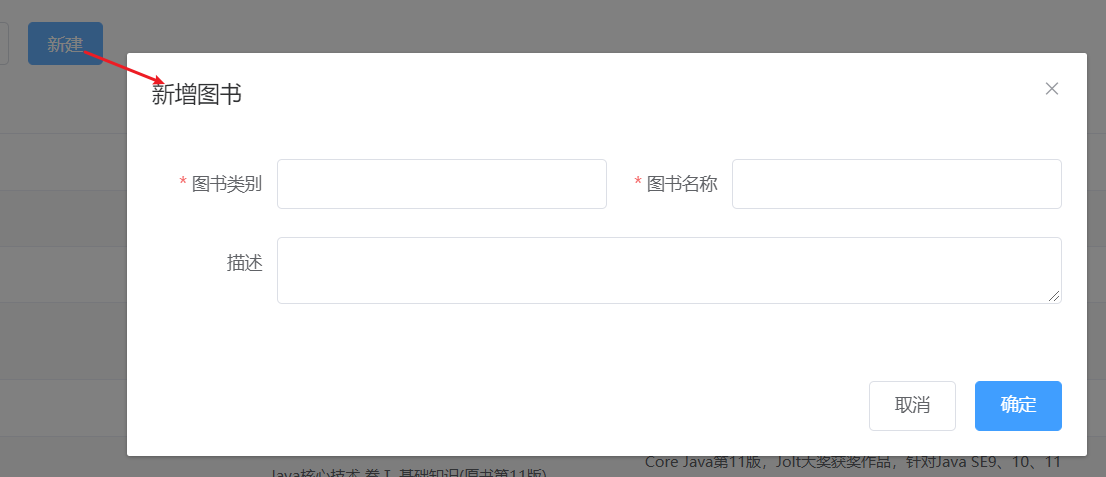 新建
新增图书
* 图书类别
* 图书名称
描述
取消
确定
Core Java第11版，Jolt大奖获奖作品，针对Java SE9、10、11
Java核心技术 卷I 基础知识(原书第11版)